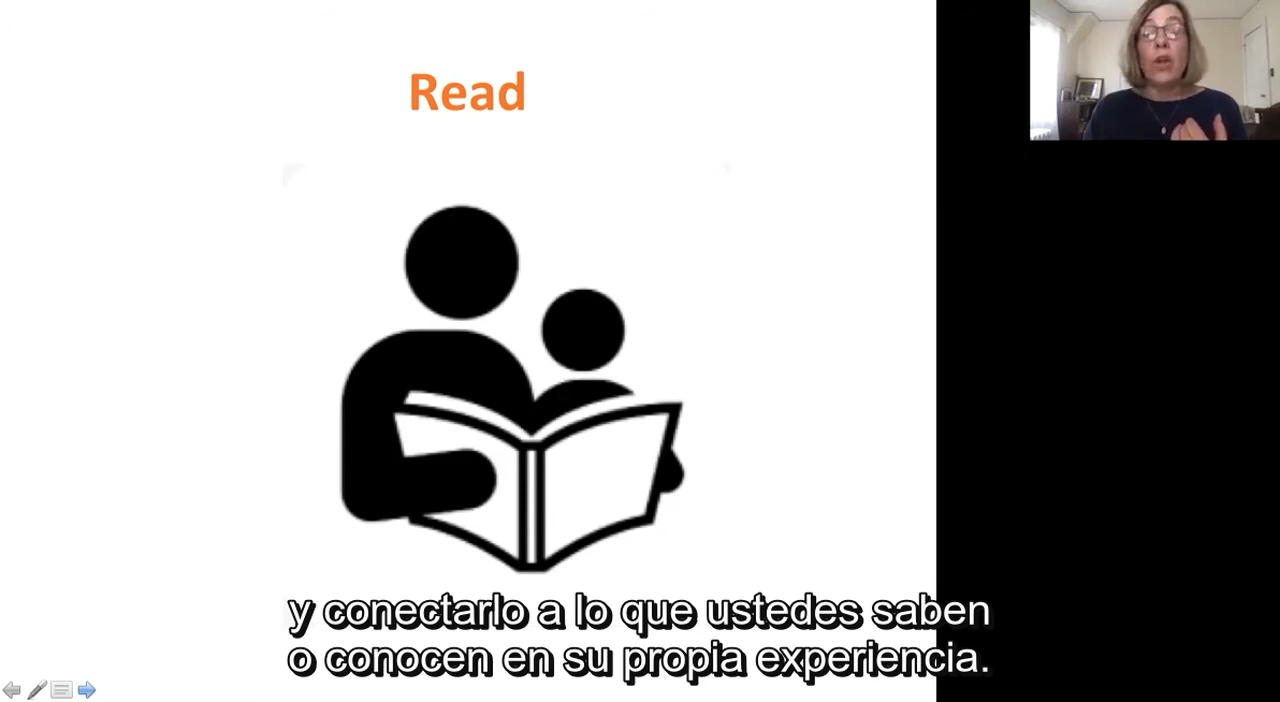 Read
y conectarlo a lo que ustedes saben
o conocen en su propia experiencia.